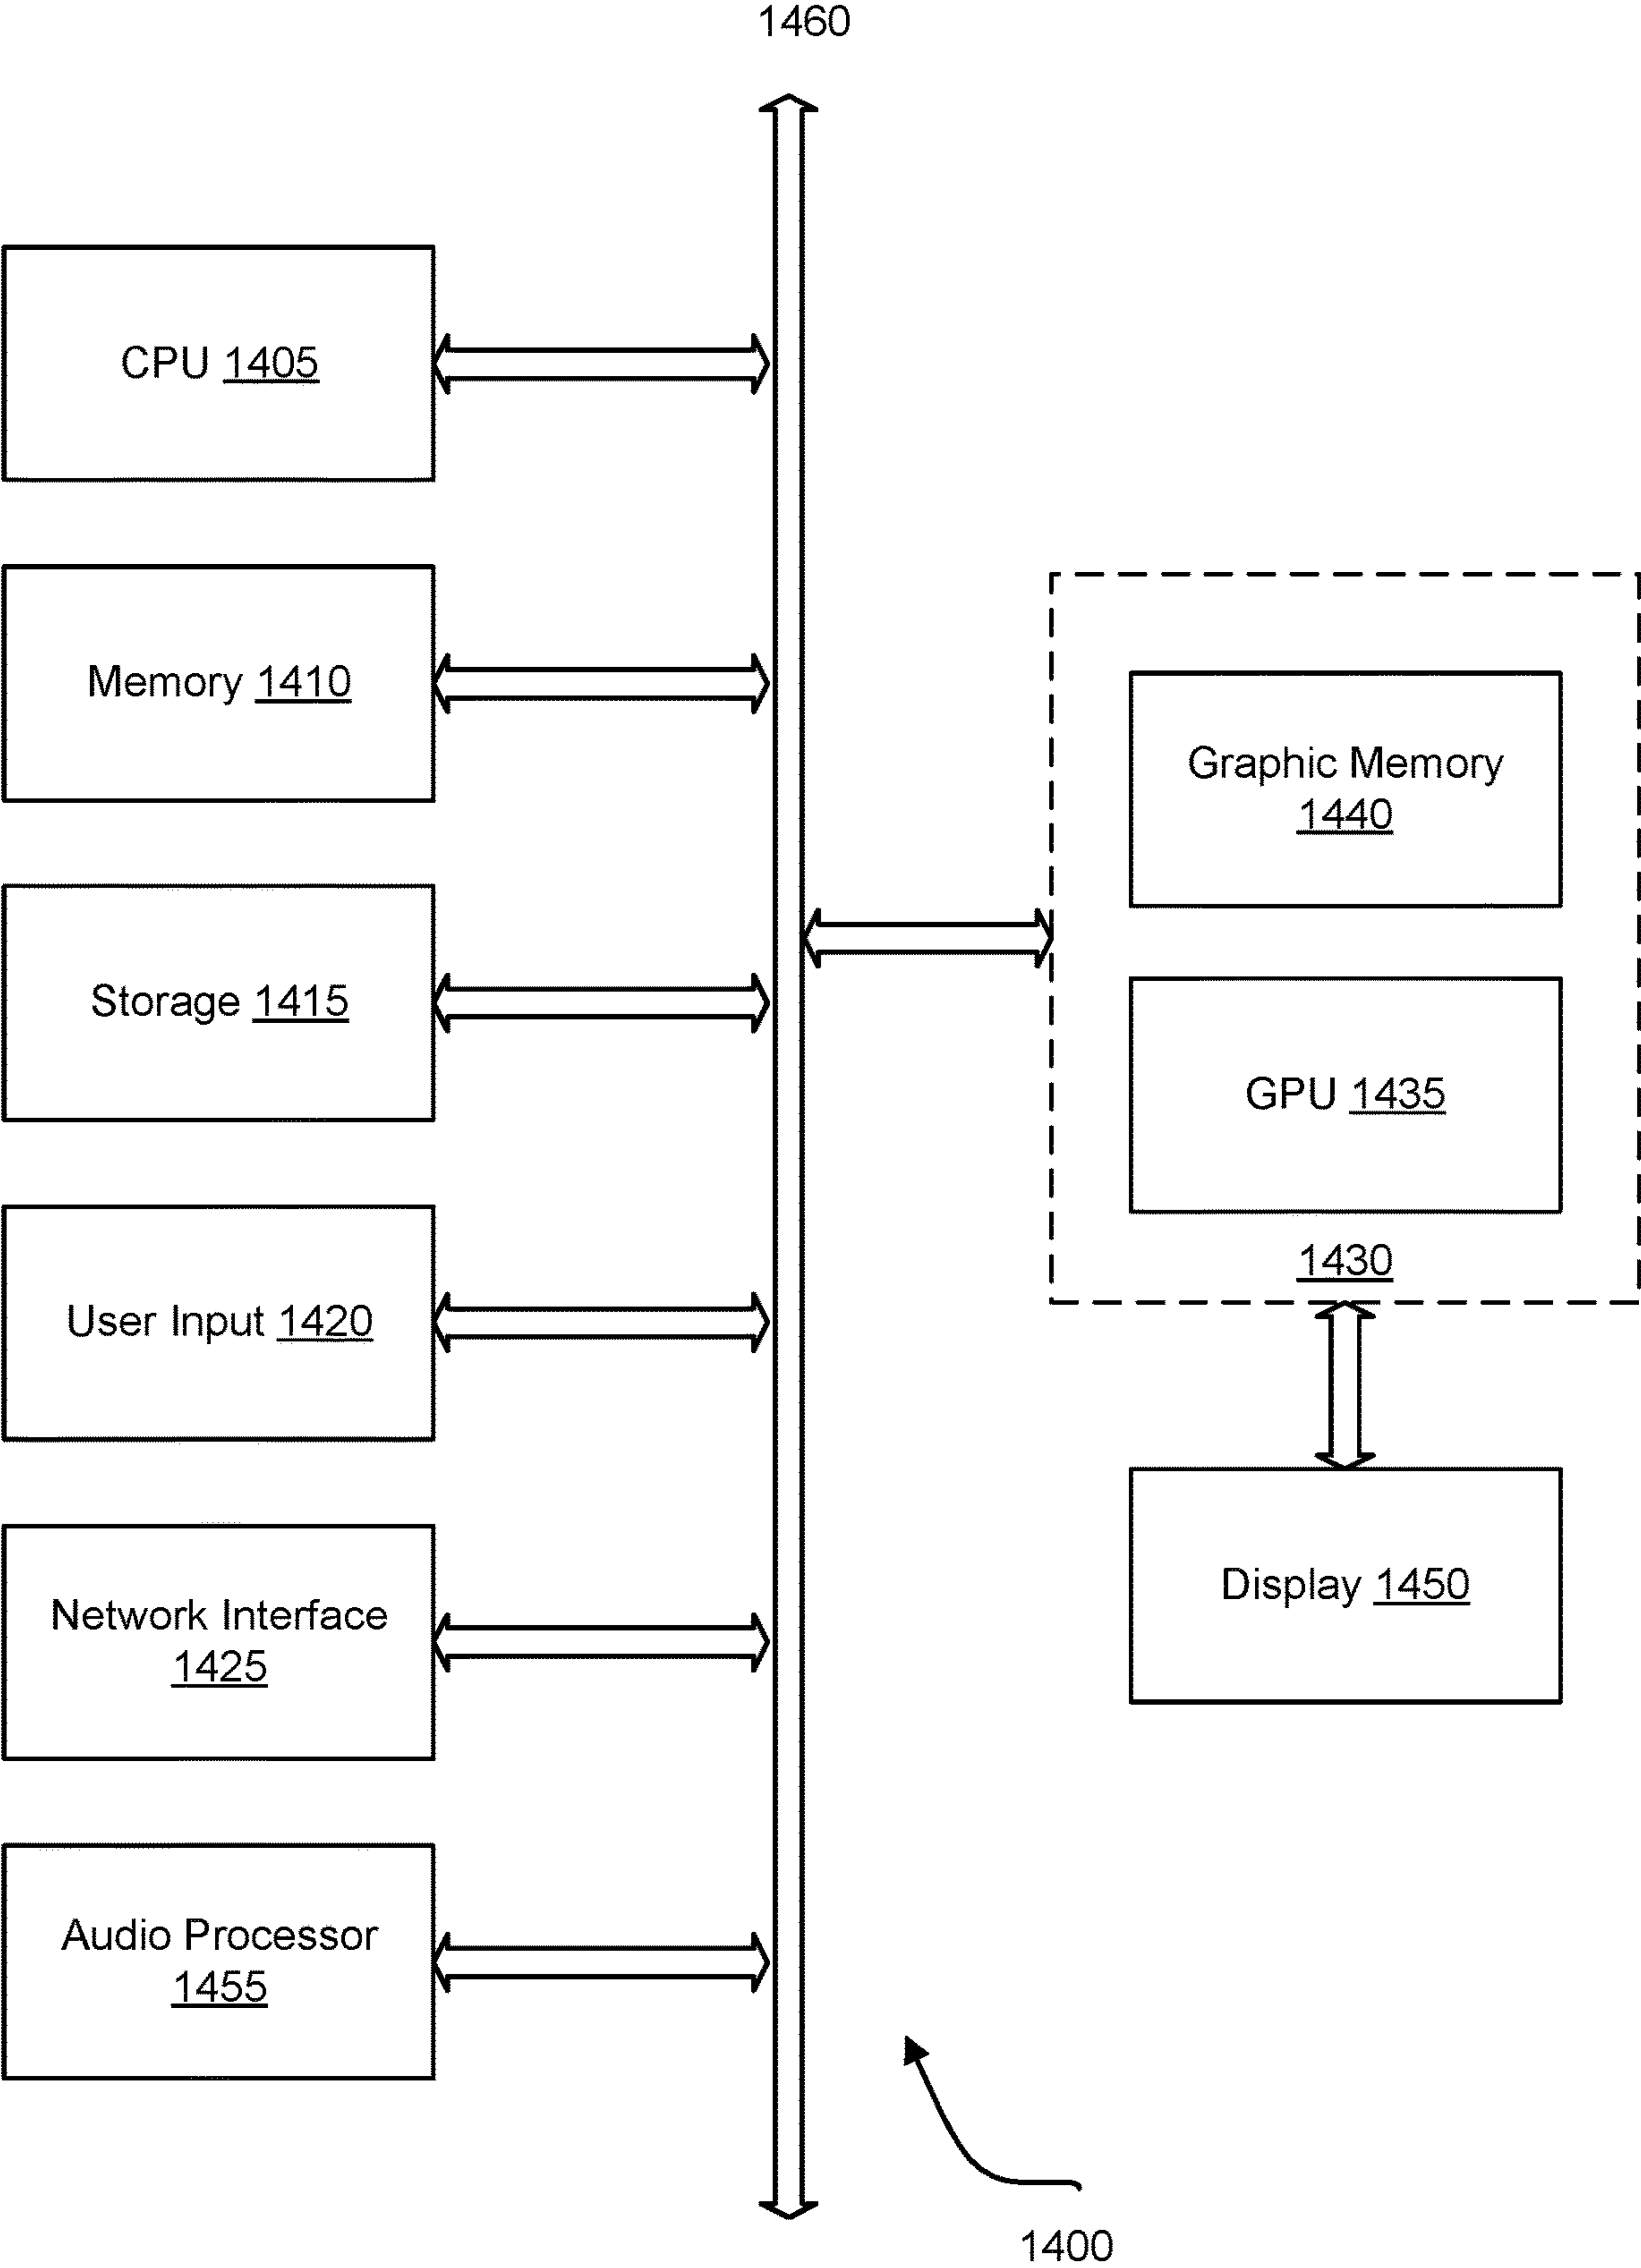 1460
CPU 1405
Memory 1410
Storage 1415
User Input 1420
Network Interface
1425
Audio Processor
1455
Graphic Memory
1440
GPU 1435
1430
Display 1450
1400